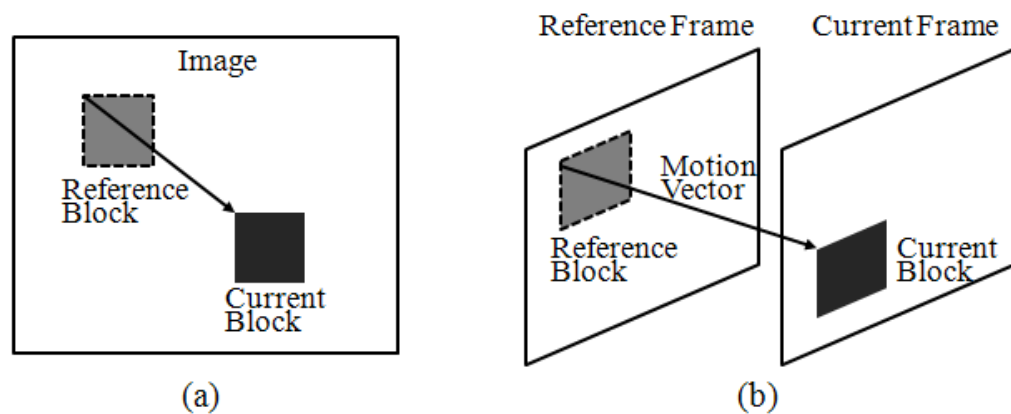 Image
Reference
Block
Current
Block
(a)
Reference Frame
Current Frame
Motion
Vector
Reference
Block
Current
Block
(b)